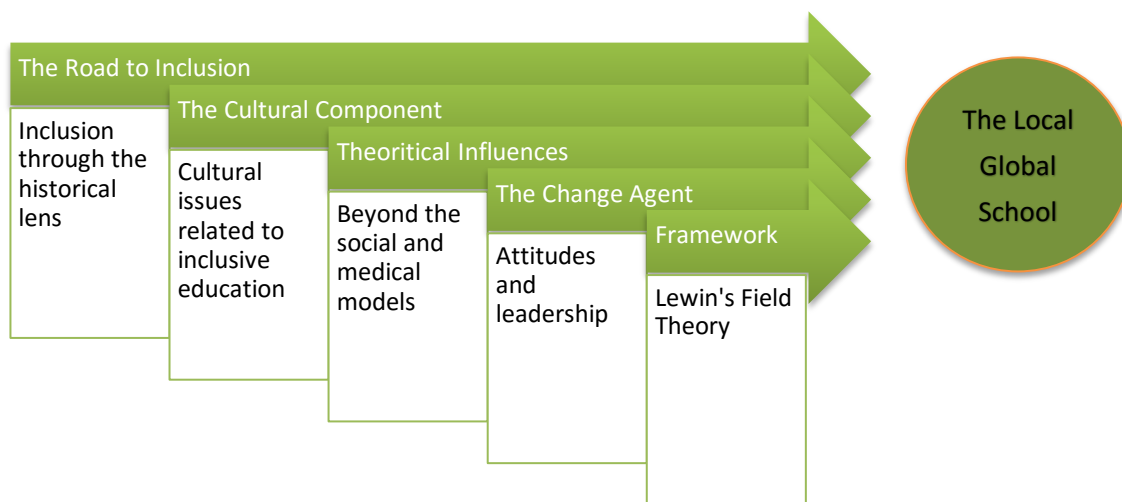 The Road to Inclusion
Inclusion
through the
historical
lens
The Cultural Component
Cultural
issues
related to
inclusive
education
Theoritical Influences
Beyond the
social and
medical
models
The Change Agent
Attitudes
and
leadership
Framework
Lewin's Field
Theory
The Local
Global
School